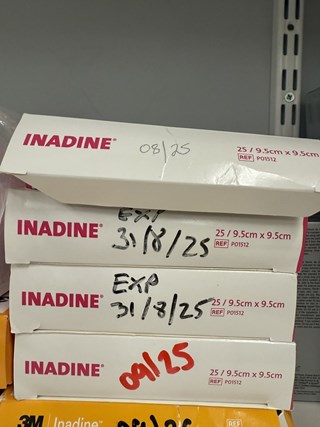 INADINE®
08/25
25 / 9.5cm x 9.5cm
REF P01512
INADINE®
EXP
31/8/25
25 / 9.5cm x 9.5cm
REF P01512
INADINE®
EXP
31/8/25
25 / 9.5cm x 9.5cm
REF P01512
INADINE®
09/25
25 / 9.5cm x 9.5cm
REF P01512
3M Inadine
REF